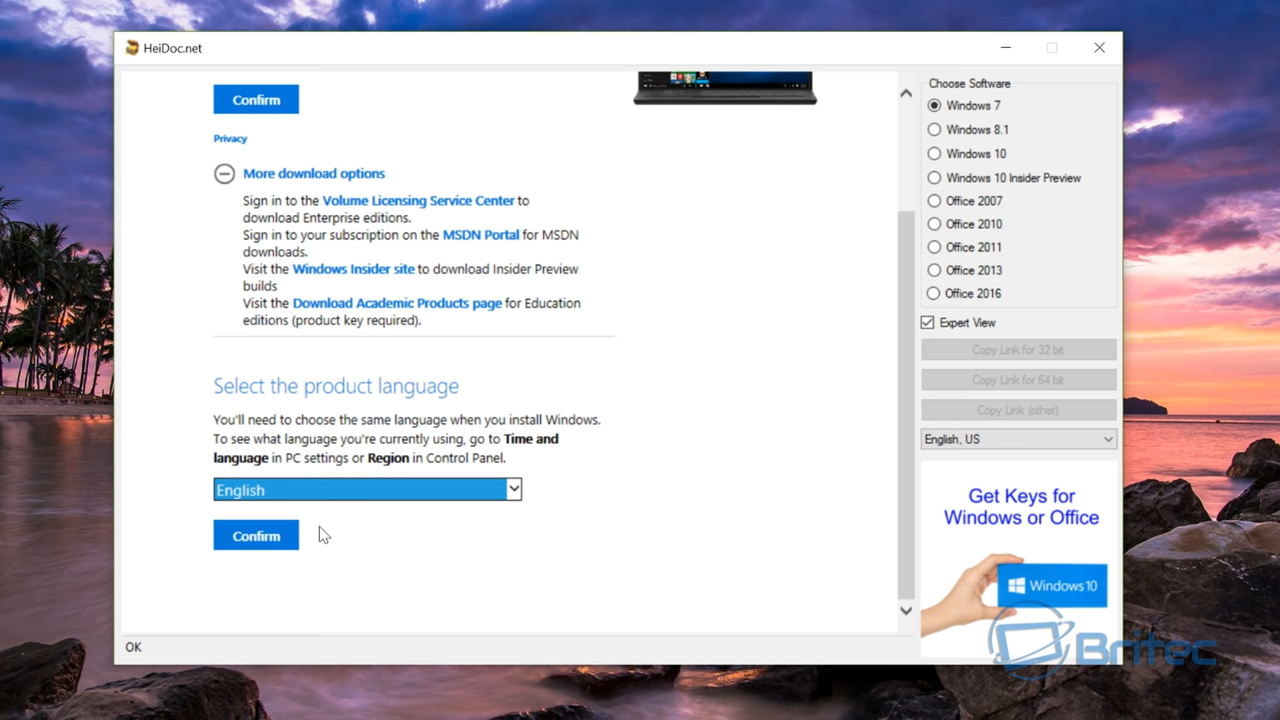 HeiDoc.net
Confirm
Privacy
More download options
Sign in to the Volume Licensing Service Center to
download Enterprise editions.
Sign in to your subscription on the MSDN Portal for MSDN
downloads.
Visit the Windows Insider site to download Insider Preview
builds
Visit the Download Academic Products page for Education
editions (product key required).
Select the product language
You'll need to choose the same language when you install Windows.
To see what language you're currently using, go to Time and
language in PC settings or Region in Control Panel.
English
Confirm
OK
Choose Software
Windows 7
Windows 8.1
Windows 10
Windows 10 Insider Preview
Office 2007
Office 2010
Office 2011
Office 2013
Office 2016
Expert View
Copy Link for 32 bit
Copy Link for 64 bit
Copy Link (other)
English, US
Get Keys for
Windows or Office
Windows10
Britec